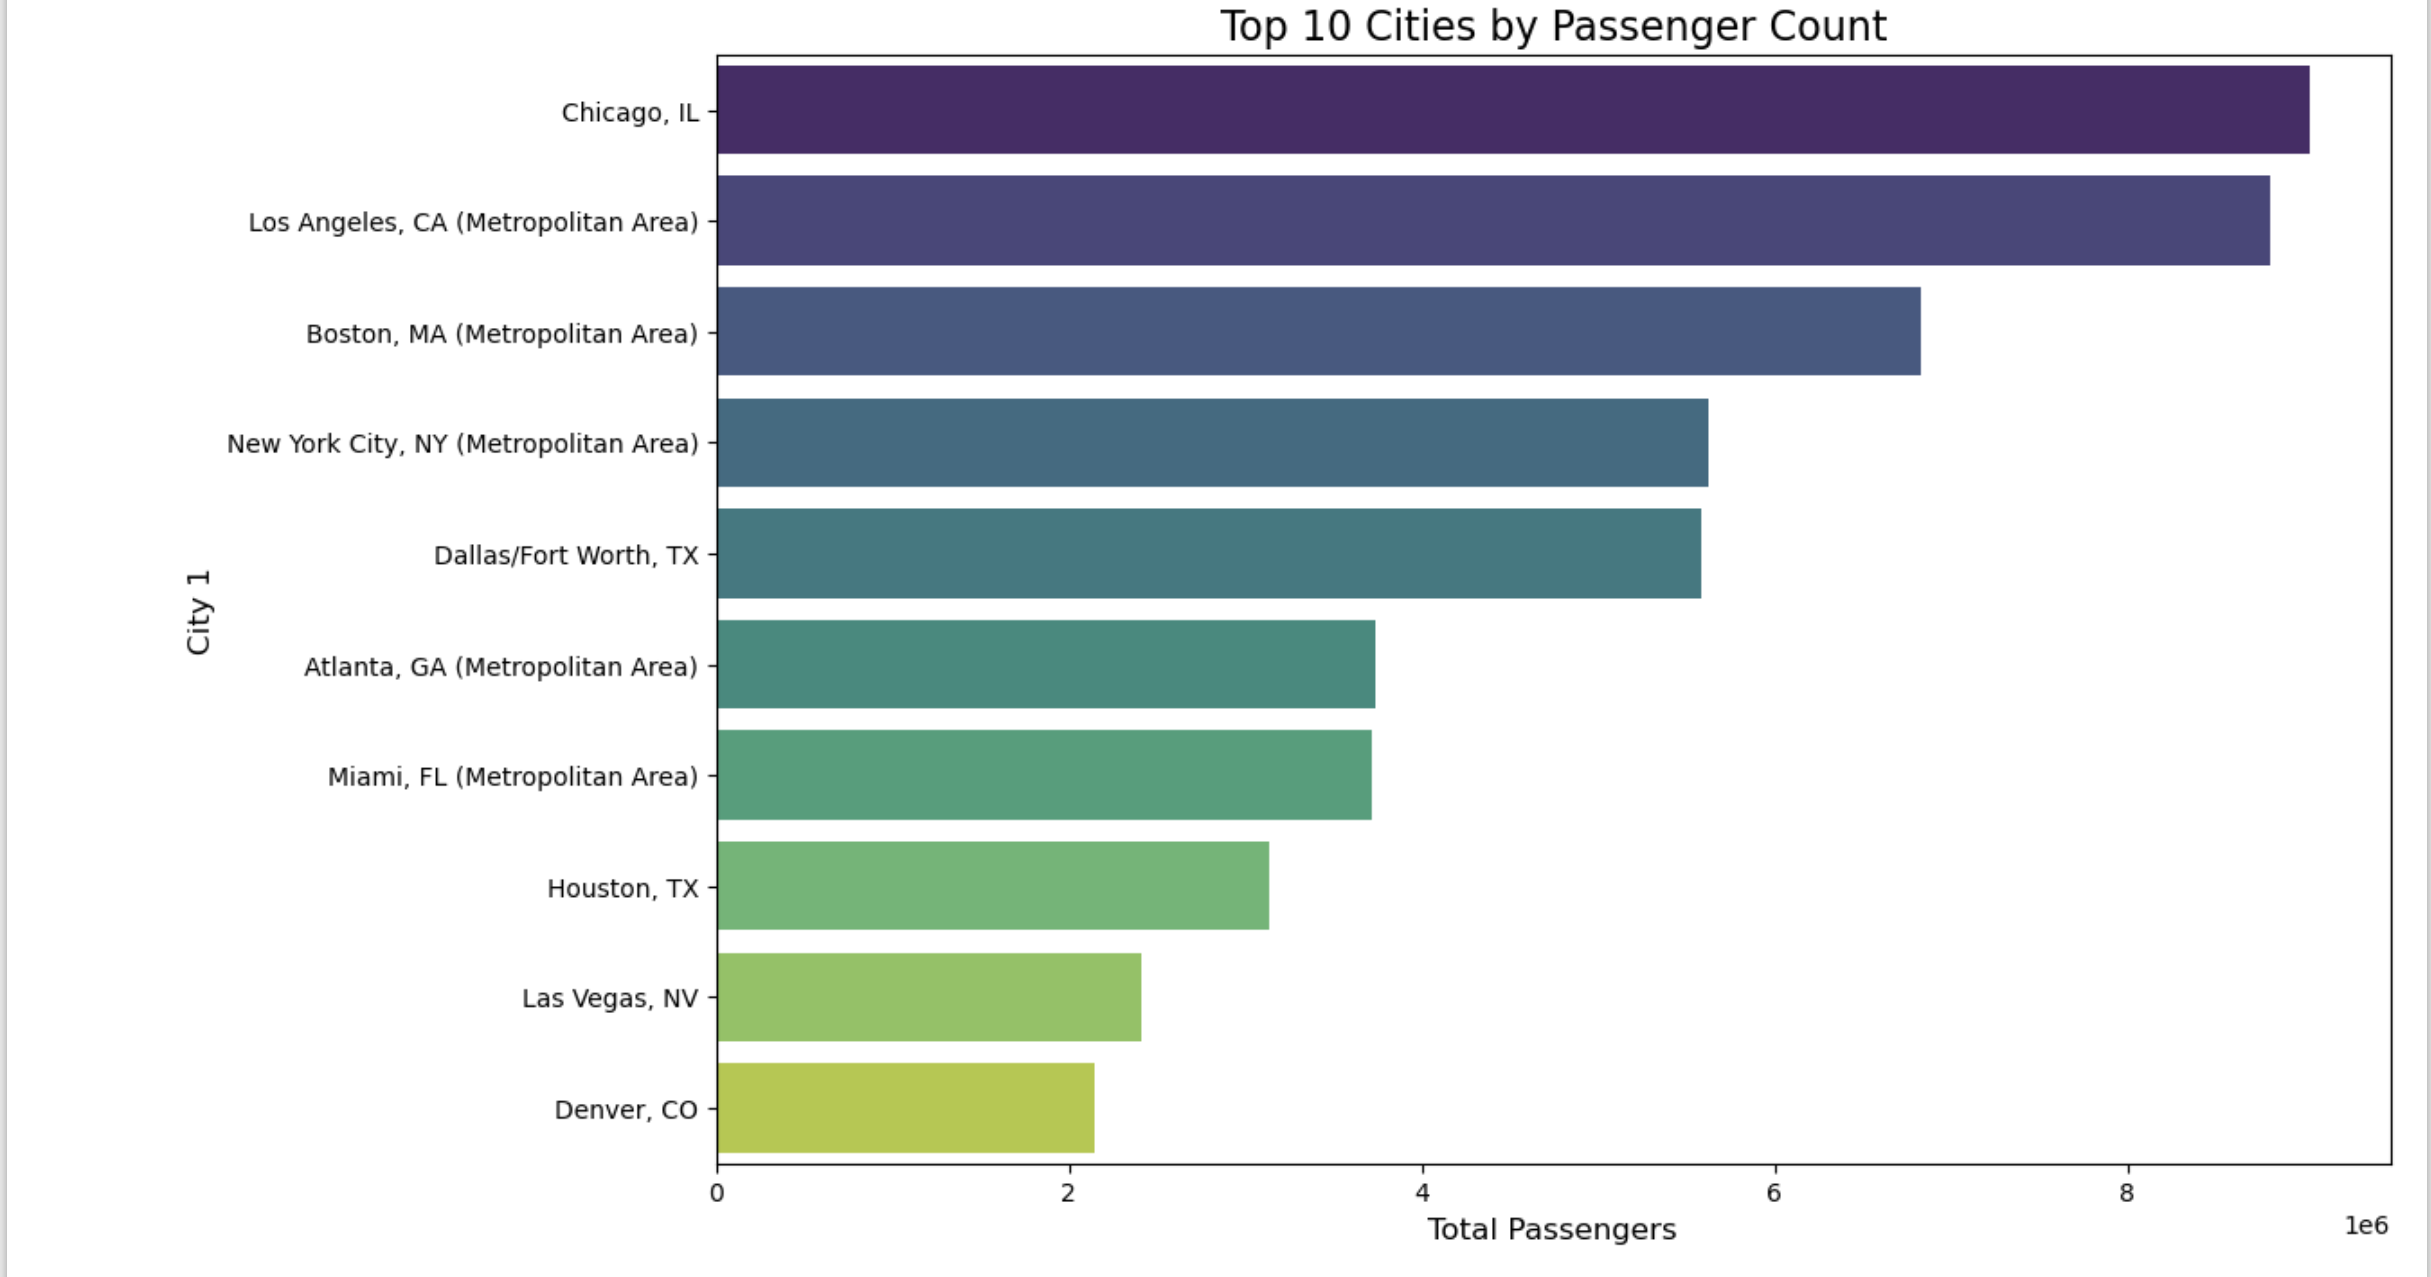 Top 10 Cities by Passenger Count
Chicago, IL
Los Angeles, CA (Metropolitan Area)
Boston, MA (Metropolitan Area)
New York City, NY (Metropolitan Area)
Dallas/Fort Worth, TX
City 1
Atlanta, GA (Metropolitan Area)
Miami, FL (Metropolitan Area)
Houston, TX
Las Vegas, NV
Denver, CO
0 2 4 6 8
Total Passengers
1e6